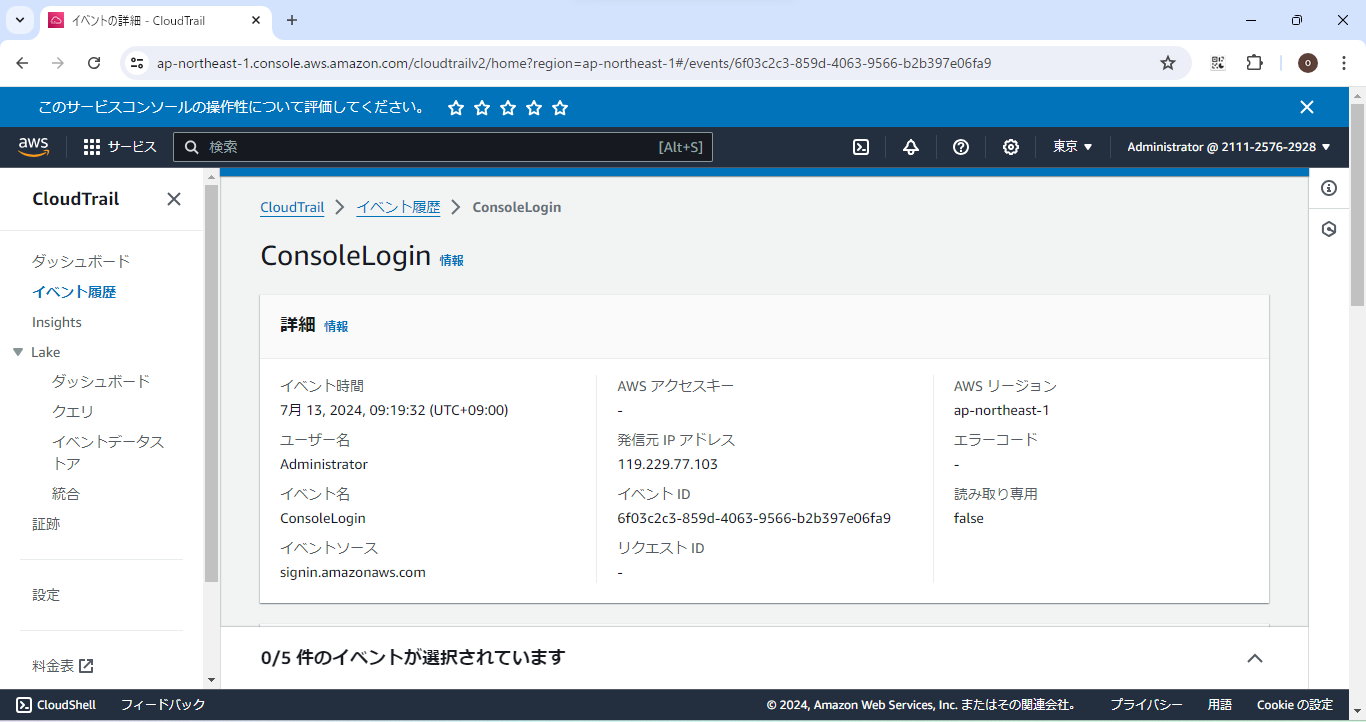 イベントの詳細 - CloudTrail
ap-northeast-1.console.aws.amazon.com/cloudtrailv2/home?region=ap-northeast-1#/events/6f03c2c3-859d-4063-9566-b2b397e06fa9
o
このサービスコンソールの操作性について評価してください。
aws
サービス
検索
[Alt+S]
東京
Administrator @ 2111-2576-2928
CloudTrail
ダッシュボード
イベント履歴
Insights
Lake
ダッシュボード
クエリ
イベントデータス
トア
統合
証跡
設定
料金表
CloudTrail
イベント履歴
ConsoleLogin
ConsoleLogin 情報
詳細 情報
イベント時間
7月 13, 2024, 09:19:32 (UTC+09:00)
ユーザー名
Administrator
イベント名
ConsoleLogin
イベントソース
signin.amazonaws.com
AWS アクセスキー
-
発信元 IP アドレス
119.229.77.103
イベント ID
6f03c2c3-859d-4063-9566-b2b397e06fa9
リクエスト ID
-
AWS リージョン
ap-northeast-1
エラーコード
-
読み取り専用
false
0/5 件のイベントが選択されています
CloudShell
フィードバック
© 2024, Amazon Web Services, Inc. またはその関連会社。
プライバシー
用語
Cookie の設定